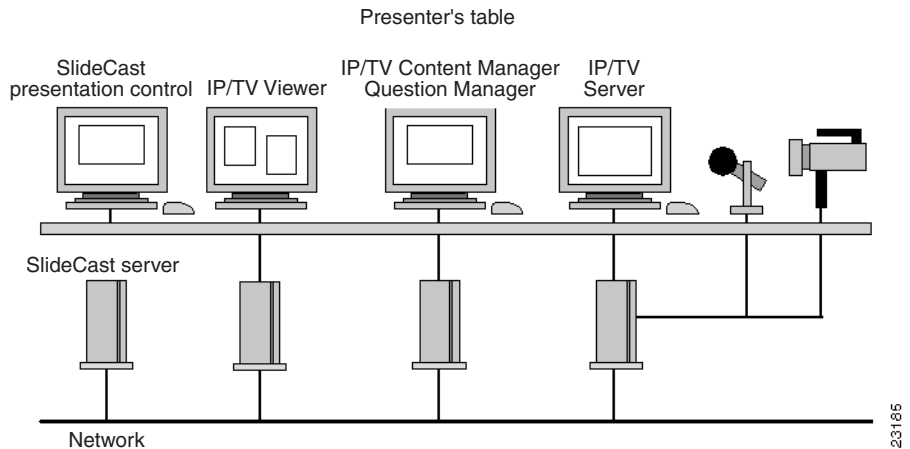 Presenter's table
SlideCast
presentation control
IP/TV Viewer
IP/TV Content Manager
Question Manager
IP/TV
Server
SlideCast server
Network
23185